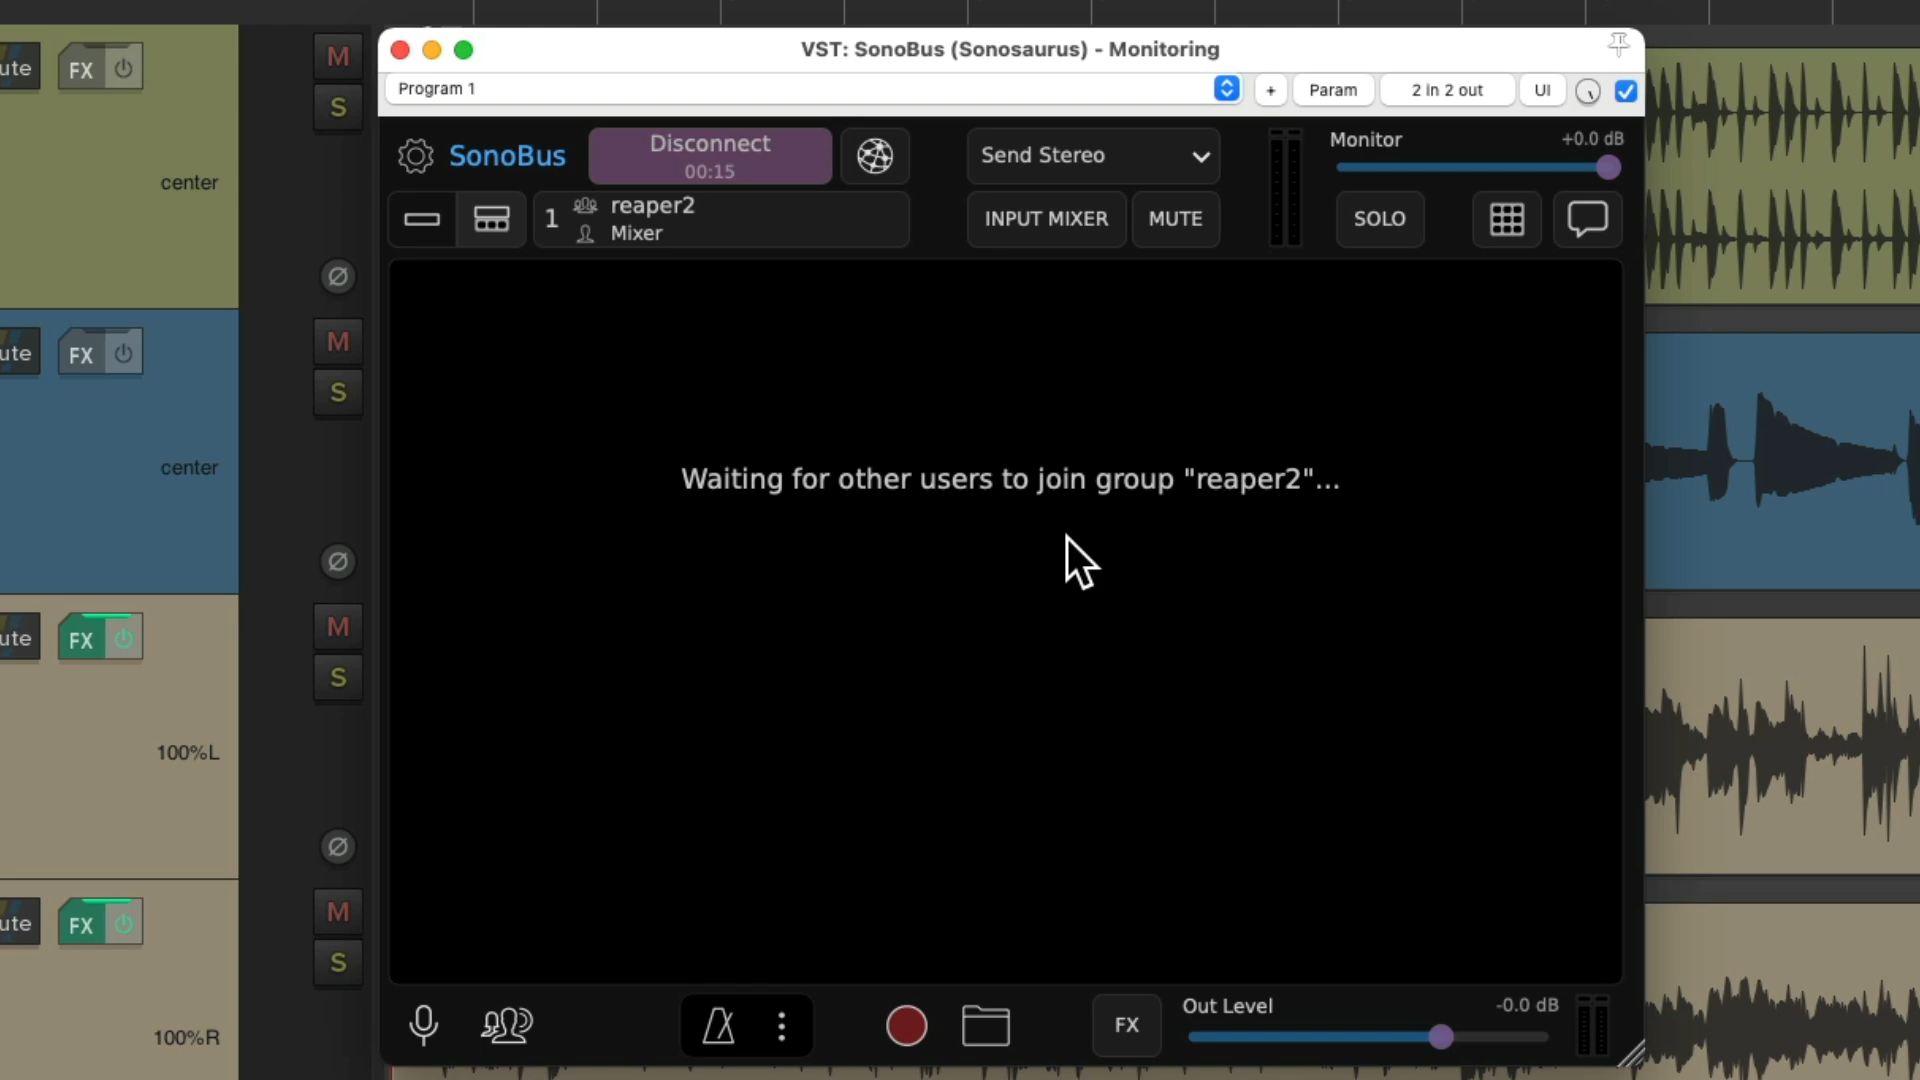 VST: SonoBus (Sonosaurus) - Monitoring
Program 1
+
Param
2 in 2 out
UI
SonoBus
Disconnect
00:15
Send Stereo
Monitor
+0.0 dB
1
reaper2
Mixer
INPUT MIXER
MUTE
SOLO
Waiting for other users to join group "reaper2"...
FX
Out Level
-0.0 dB
ute
FX
M
S
center
ute
FX
M
S
center
ute
FX
M
S
100%L
ute
FX
M
S
100%R